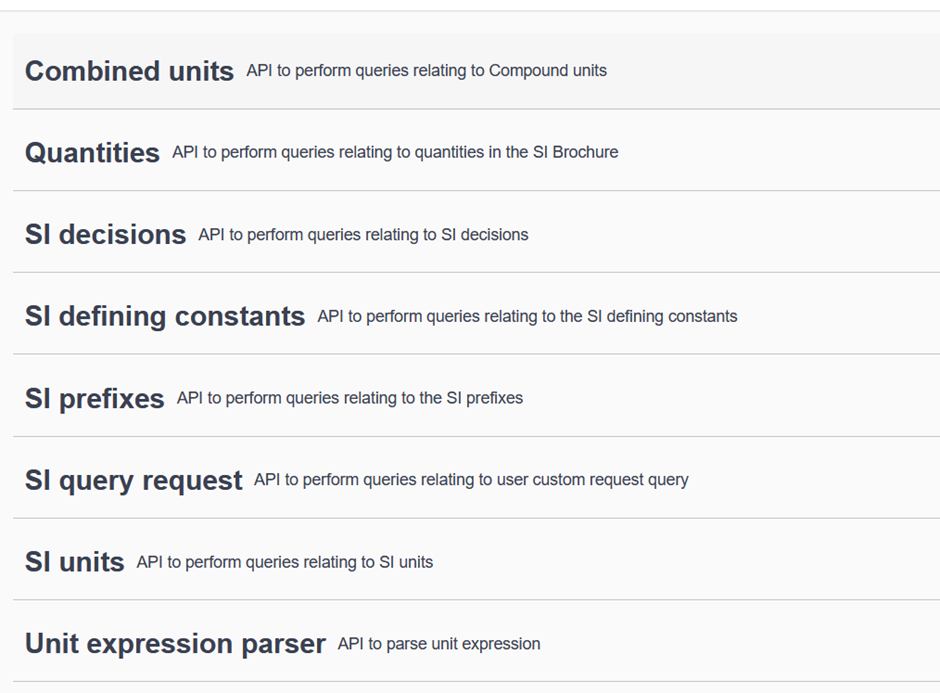 Combined units API to perform queries relating to Compound units
Quantities API to perform queries relating to quantities in the SI Brochure
SI decisions API to perform queries relating to SI decisions
SI defining constants API to perform queries relating to the SI defining constants
SI prefixes API to perform queries relating to the SI prefixes
SI query request API to perform queries relating to user custom request query
SI units API to perform queries relating to SI units
Unit expression parser API to parse unit expression